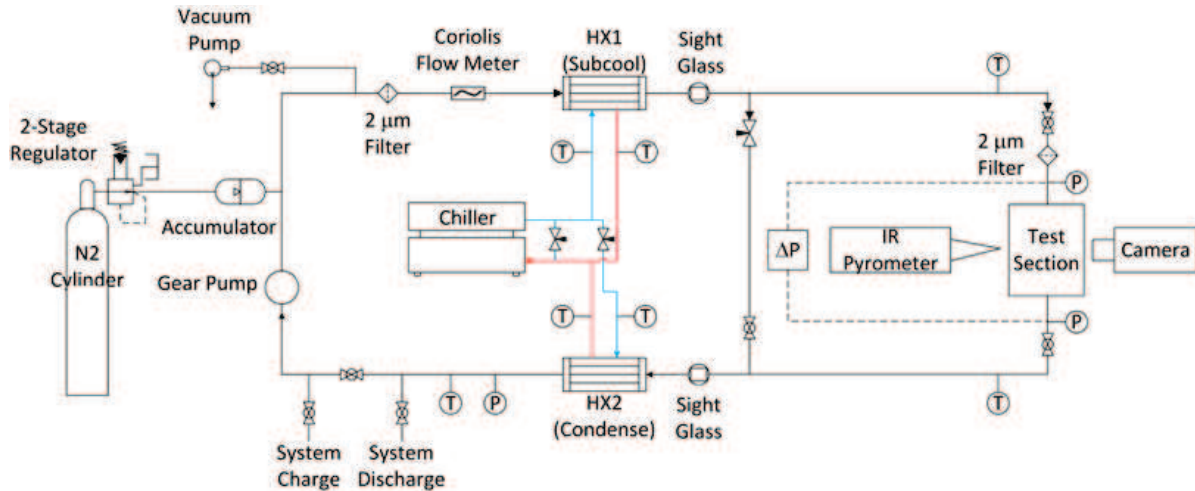 Vacuum
Pump
Coriolis
Flow Meter
HX1
(Subcool)
Sight
Glass
T
2-Stage
Regulator
2 μm
Filter
2 μm
Filter
T
T
P
Accumulator
Chiller
N2
Cylinder
ΔP
IR
Pyrometer
Test
Section
Camera
Gear Pump
T
T
P
T
P
HX2
(Condense)
Sight
Glass
T
System
Charge
System
Discharge